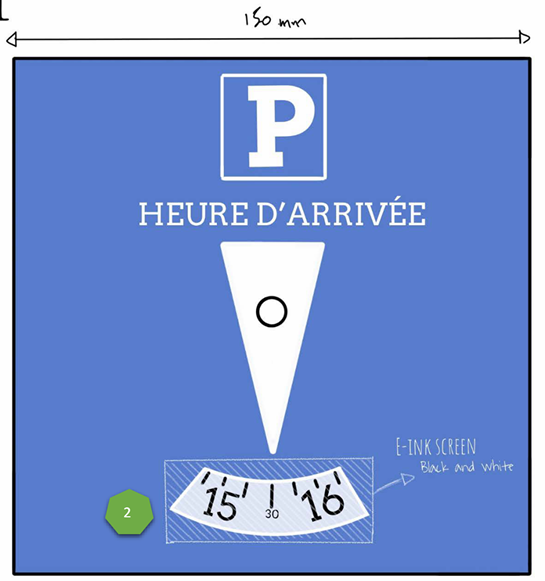 150 mm
P
HEURE D'ARRIVÉE
E-INK SCREEN
Black and white
15 30 16
2